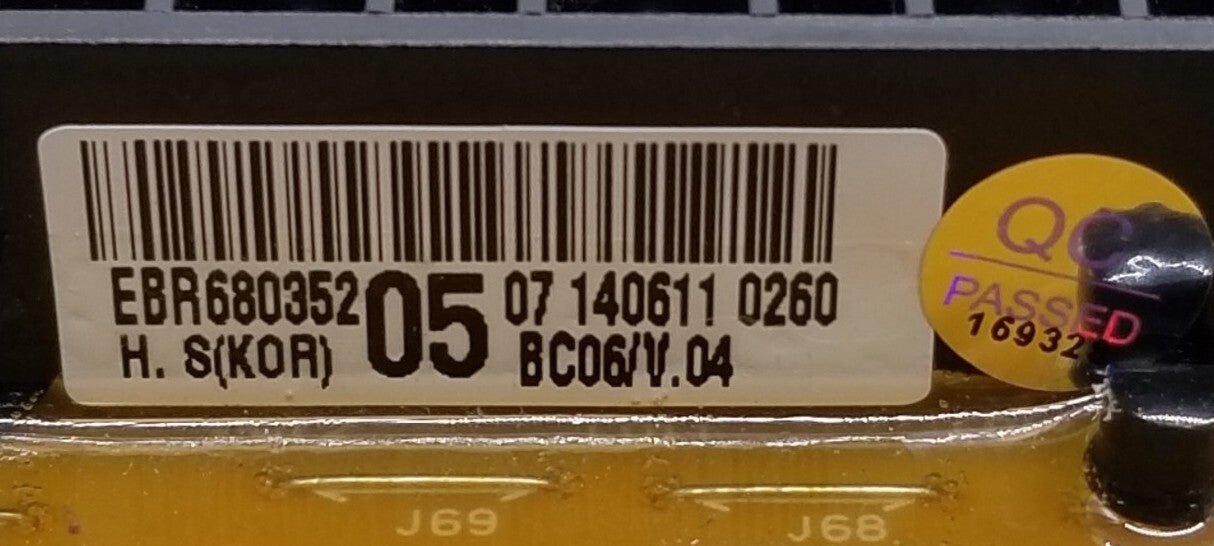 EBR680352 05 07 140611 0260
H. S(KOR) BC06/V.04
QC
PASSED
16932
J69
J68